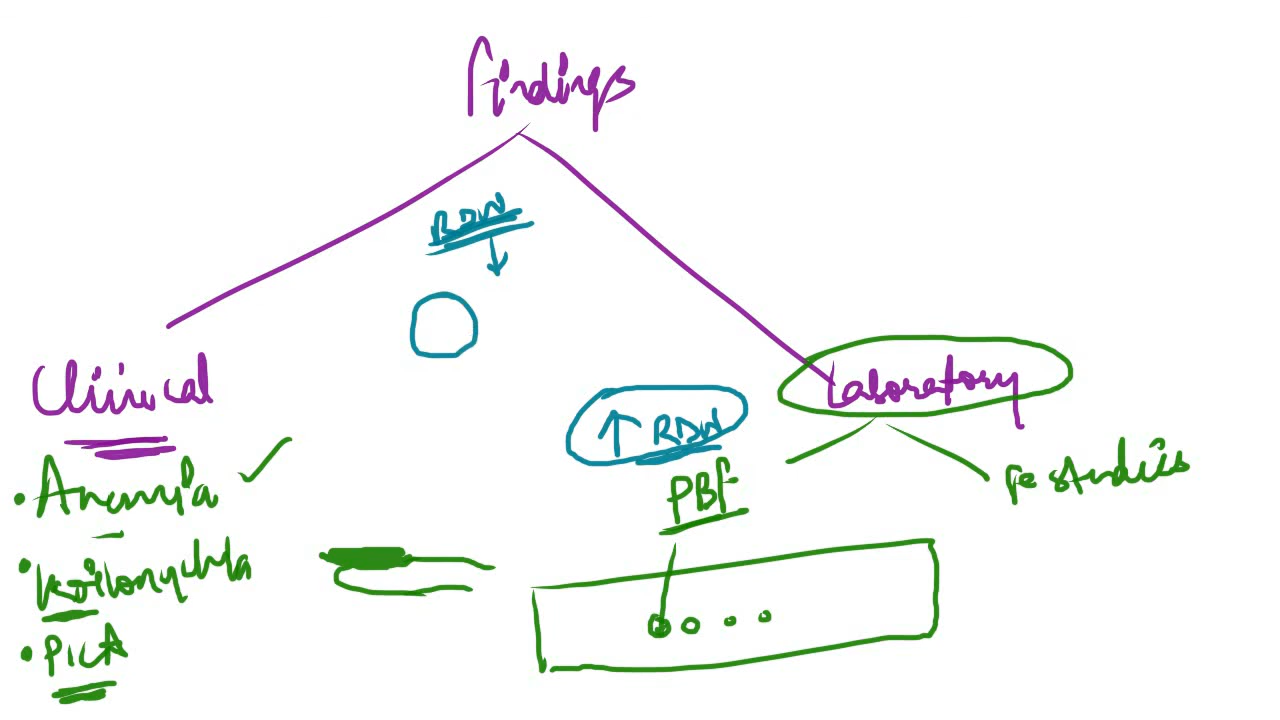 Findings
RDW
Clinical
Laboratory
↑ RDW
• Anemia ✓
PBF
Fe studies
• Koilonychia
• PICA